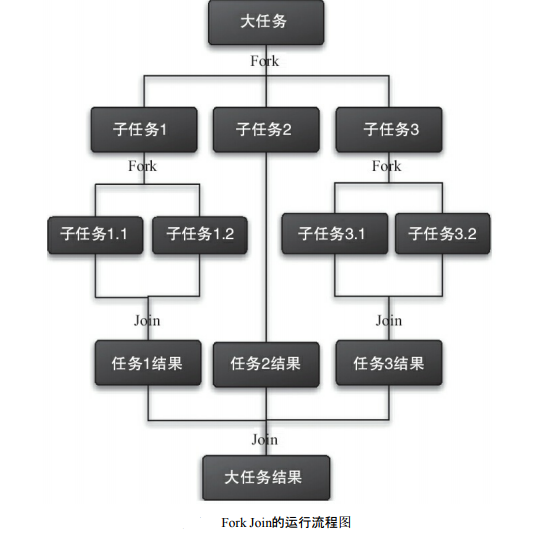 大任务
Fork
子任务1 子任务2 子任务3
Fork Fork
子任务1.1 子任务1.2 子任务3.1 子任务3.2
Join Join
任务1结果 任务2结果 任务3结果
Join
大任务结果
Fork Join的运行流程图